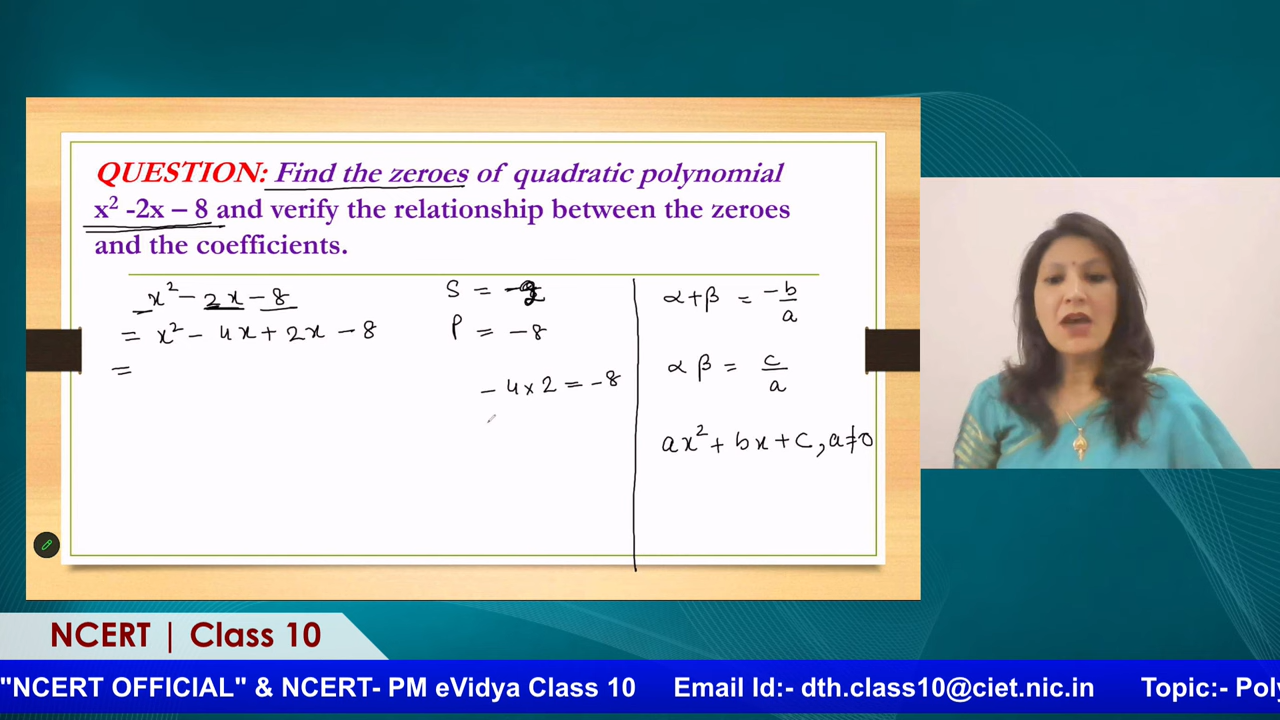 QUESTION: Find the zeroes of quadratic polynomial
x² -2x – 8 and verify the relationship between the zeroes
and the coefficients.
x² - 2x - 8
= x² - 4x + 2x - 8
=
S = -2
P = -8
- 4 × 2 = -8
α+β = -b/a
αβ = c/a
ax² + bx + c, a≠0
NCERT | Class 10
"NCERT OFFICIAL" & NCERT- PM eVidya Class 10 Email Id:- dth.class10@ciet.nic.in Topic:- Poly